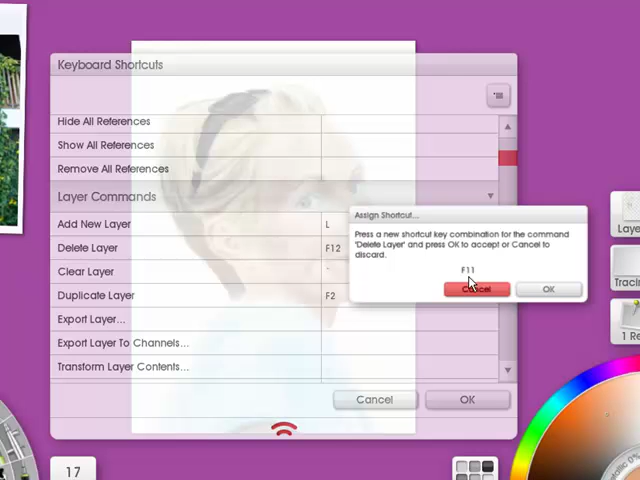 Keyboard Shortcuts
Hide All References
Show All References
Remove All References
Layer Commands
Add New Layer L
Delete Layer F12
Clear Layer
Duplicate Layer F2
Export Layer...
Export Layer To Channels...
Transform Layer Contents...
Cancel OK
Assign Shortcut...
Press a new shortcut key combination for the command
'Delete Layer' and press OK to accept or Cancel to
discard.
F11
Cancel OK
17